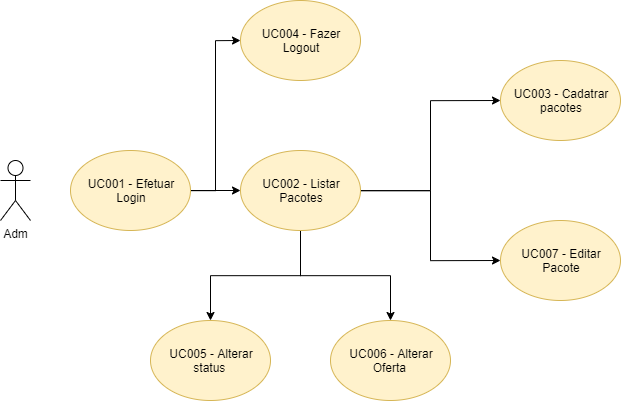 UC004 - Fazer
Logout
UC003 - Cadatrar
pacotes
UC001 - Efetuar
Login
UC002 - Listar
Pacotes
Adm
UC007 - Editar
Pacote
UC005 - Alterar
status
UC006 - Alterar
Oferta